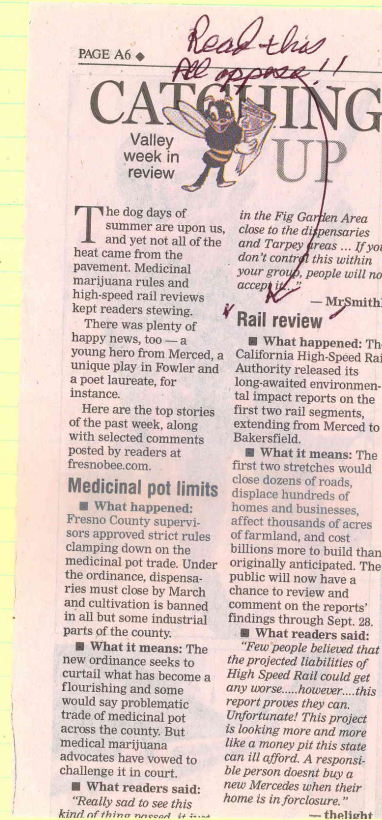 Read this
All oppose!!
PAGE A6
CATCHING
UP
Valley
week in
review
The dog days of
summer are upon us,
and yet not all of the
heat came from the
pavement. Medicinal
marijuana rules and
high-speed rail reviews
kept readers stewing.
There was plenty of
happy news, too — a
young hero from Merced, a
unique play in Fowler and
a poet laureate, for
instance.
Here are the top stories
of the past week, along
with selected comments
posted by readers at
fresnobee.com.
Medicinal pot limits
■ What happened:
Fresno County supervi-
sors approved strict rules
clamping down on the
medicinal pot trade. Under
the ordinance, dispensa-
ries must close by March
and cultivation is banned
in all but some industrial
parts of the county.
■ What it means: The
new ordinance seeks to
curtail what has become a
flourishing and some
would say problematic
trade of medicinal pot
across the county. But
medical marijuana
advocates have vowed to
challenge it in court.
■ What readers said:
"Really sad to see this
kind of thing passed, it just
in the Fig Garden Area
close to the dispensaries
and Tarpey areas ... If you
don't control this within
your group, people will no
accept it..."
— MrSmith
Rail review
■ What happened: Th
California High-Speed Rai
Authority released its
long-awaited environmen-
tal impact reports on the
first two rail segments,
extending from Merced to
Bakersfield.
■ What it means: The
first two stretches would
close dozens of roads,
displace hundreds of
homes and businesses,
affect thousands of acres
of farmland, and cost
billions more to build than
originally anticipated. The
public will now have a
chance to review and
comment on the reports'
findings through Sept. 28.
■ What readers said:
"Few people believed that
the projected liabilities of
High Speed Rail could get
any worse.....however....this
report proves they can.
Unfortunate! This project
is looking more and more
like a money pit this state
can ill afford. A responsi-
ble person doesnt buy a
new Mercedes when their
home is in forclosure."
— thelight